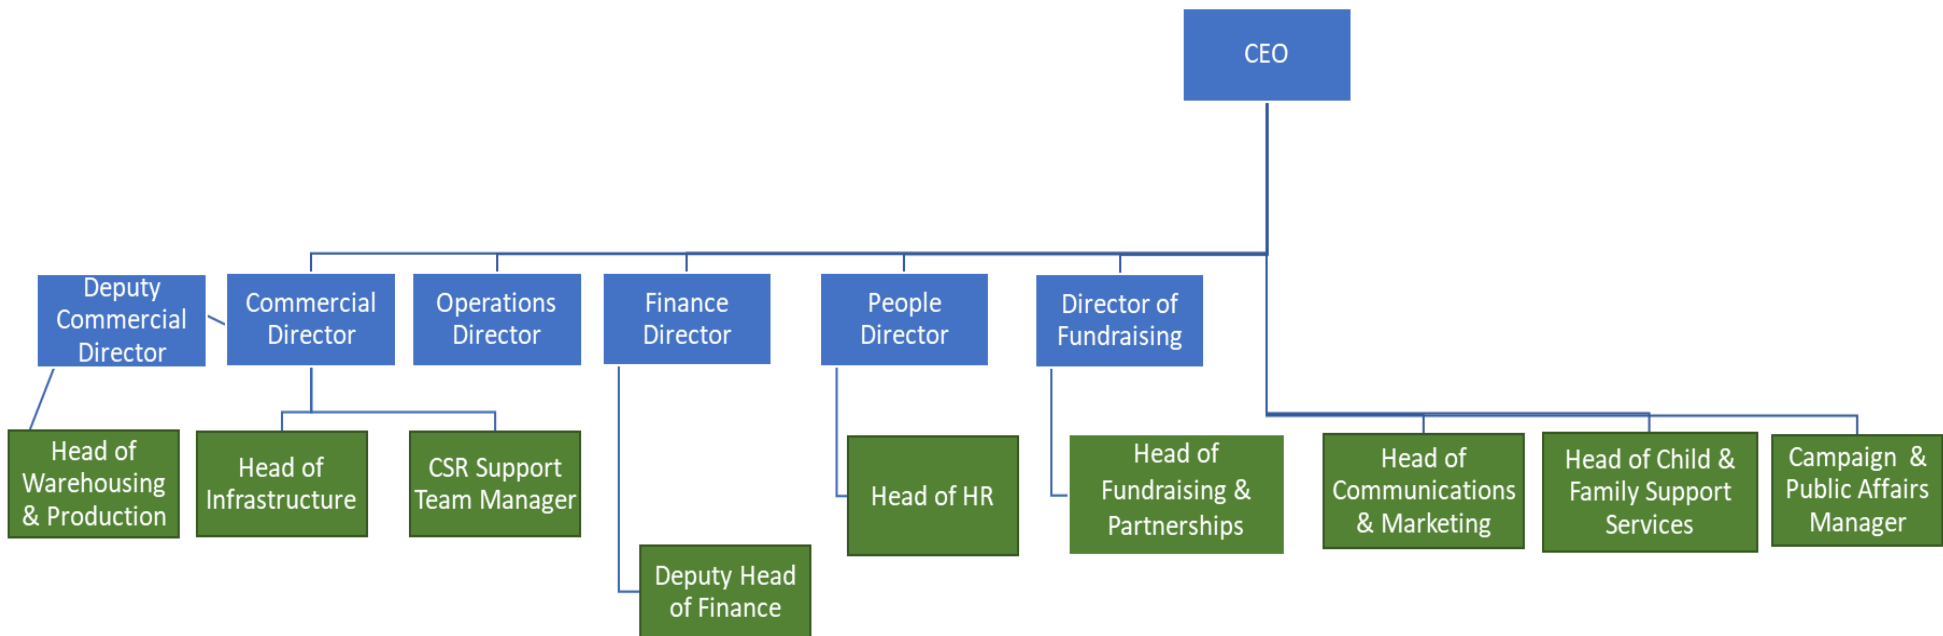 CEO
Deputy
Commercial
Director
Commercial
Director
Operations
Director
Finance
Director
People
Director
Director of
Fundraising
Head of
Warehousing
& Production
Head of
Infrastructure
CSR Support
Team Manager
Deputy Head
of Finance
Head of HR
Head of
Fundraising &
Partnerships
Head of
Communications
& Marketing
Head of Child &
Family Support
Services
Campaign &
Public Affairs
Manager